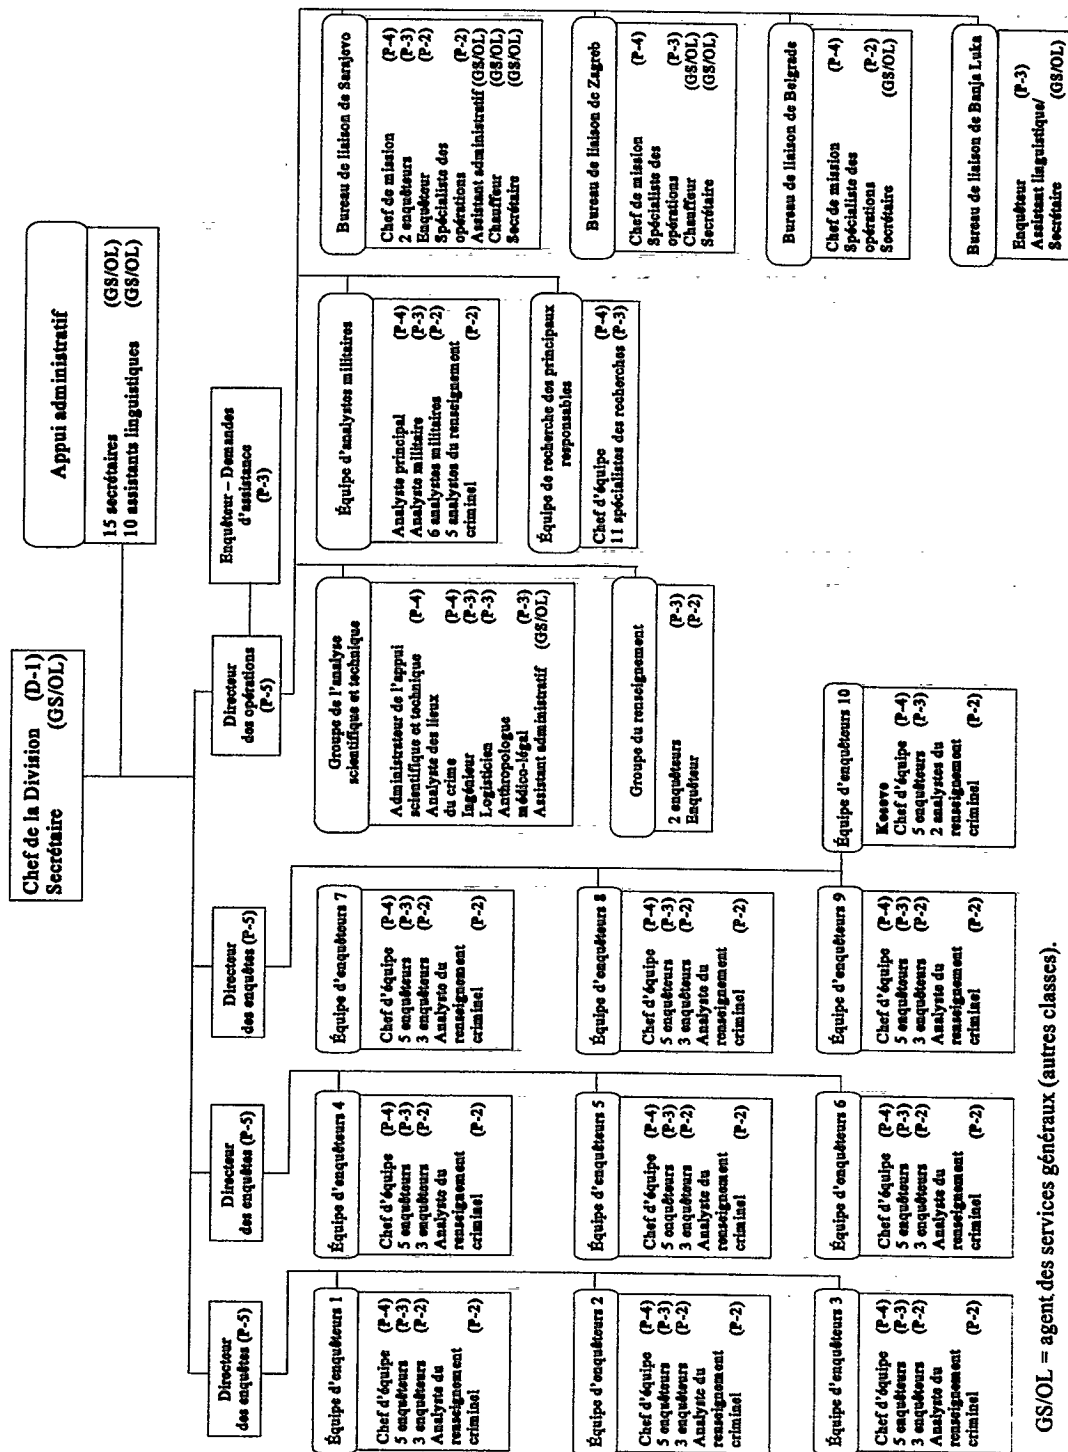 Chef de la Division (D-1)
Secrétaire (GS/OL)
Appui administratif
15 secrétaires (GS/OL)
10 assistants linguistiques (GS/OL)
Directeur
des enquêtes (P-5)
Directeur
des enquêtes (P-5)
Directeur
des enquêtes (P-5)
Directeur
des opérations
(P-5)
Enquêteur – Demandes
d'assistance
(P-3)
Équipe d'enquêteurs 1
Chef d'équipe (P-4)
5 enquêteurs (P-3)
3 enquêteurs (P-2)
Analyste du
renseignement
criminel (P-2)
Équipe d'enquêteurs 2
Chef d'équipe (P-4)
5 enquêteurs (P-3)
3 enquêteurs (P-2)
Analyste du
renseignement
criminel (P-2)
Équipe d'enquêteurs 3
Chef d'équipe (P-4)
5 enquêteurs (P-3)
3 enquêteurs (P-2)
Analyste du
renseignement
criminel (P-2)
Équipe d'enquêteurs 4
Chef d'équipe (P-4)
5 enquêteurs (P-3)
3 enquêteurs (P-2)
Analyste du
renseignement
criminel (P-2)
Équipe d'enquêteurs 5
Chef d'équipe (P-4)
5 enquêteurs (P-3)
3 enquêteurs (P-2)
Analyste du
renseignement
criminel (P-2)
Équipe d'enquêteurs 6
Chef d'équipe (P-4)
5 enquêteurs (P-3)
3 enquêteurs (P-2)
Analyste du
renseignement
criminel (P-2)
Équipe d'enquêteurs 7
Chef d'équipe (P-4)
5 enquêteurs (P-3)
3 enquêteurs (P-2)
Analyste du
renseignement
criminel (P-2)
Équipe d'enquêteurs 8
Chef d'équipe (P-4)
5 enquêteurs (P-3)
3 enquêteurs (P-2)
Analyste du
renseignement
criminel (P-2)
Équipe d'enquêteurs 9
Chef d'équipe (P-4)
5 enquêteurs (P-3)
3 enquêteurs (P-2)
Analyste du
renseignement
criminel (P-2)
Équipe d'enquêteurs 10
Kosovo
Chef d'équipe (P-4)
5 enquêteurs (P-3)
2 analystes du
renseignement
criminel (P-2)
Groupe de l'analyse
scientifique et technique
Administrateur de l'appui
scientifique et technique (P-4)
Analyste des lieux
du crime (P-4)
Ingénieur (P-3)
Logisticien (P-3)
Anthropologue
médico-légal (P-3)
Assistant administratif (GS/OL)
Groupe du renseignement
2 enquêteurs (P-3)
Enquêteur (P-2)
Équipe d'analystes militaires
Analyste principal (P-4)
Analyste militaire (P-3)
6 analystes militaires (P-2)
5 analystes du renseignement
criminel (P-2)
Équipe de recherche des principaux
responsables
Chef d'équipe (P-4)
11 spécialistes des recherches (P-3)
Bureau de liaison de Sarajevo
Chef de mission (P-4)
2 enquêteurs (P-3)
Enquêteur (P-2)
Spécialiste des
opérations (P-2)
Assistant administratif (GS/OL)
Chauffeur (GS/OL)
Secrétaire (GS/OL)
Bureau de liaison de Zagreb
Chef de mission (P-4)
Spécialiste des
opérations (P-3)
Chauffeur (GS/OL)
Secrétaire (GS/OL)
Bureau de liaison de Belgrade
Chef de mission (P-4)
Spécialiste des
opérations (P-2)
Secrétaire (GS/OL)
Bureau de liaison de Banja Luka
Enquêteur (P-3)
Assistant linguistique/
Secrétaire (GS/OL)
GS/OL = agent des services généraux (autres classes).